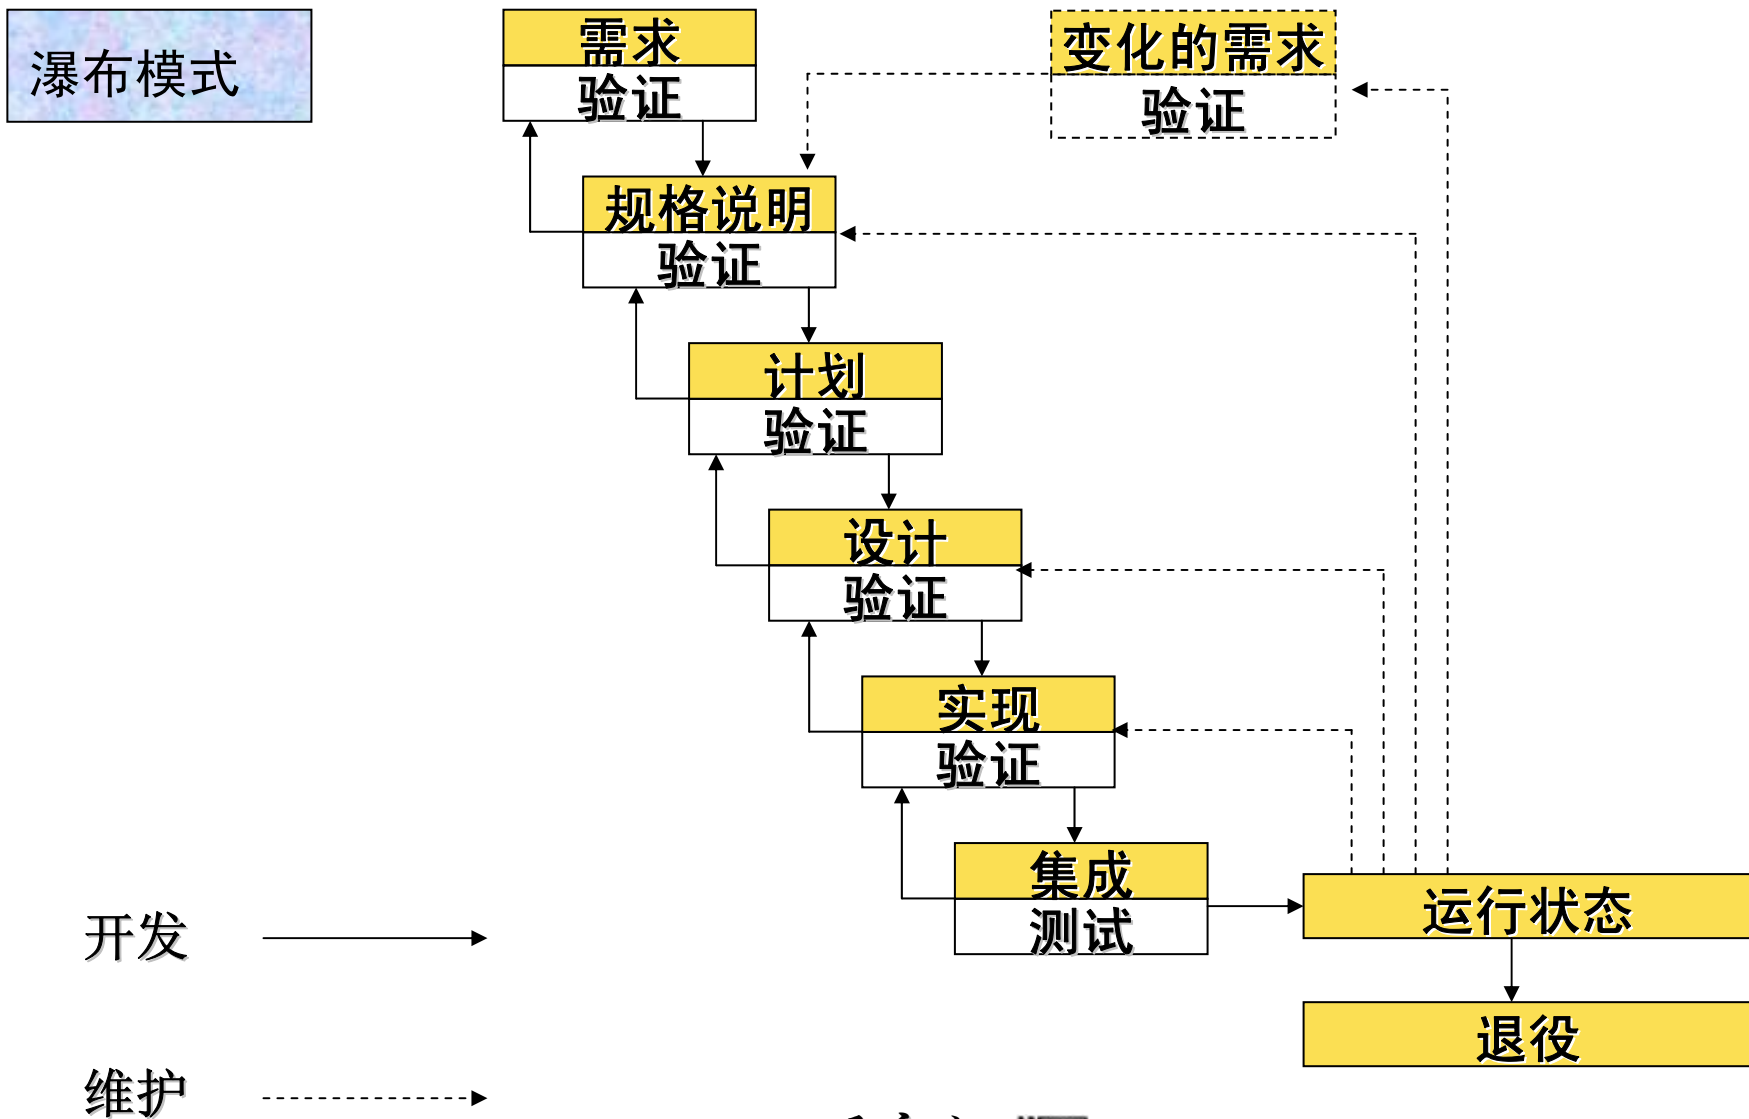 瀑布模式
需求
验证
变化的需求
验证
规格说明
验证
计划
验证
设计
验证
实现
验证
集成
测试
运行状态
退役
开发
维护